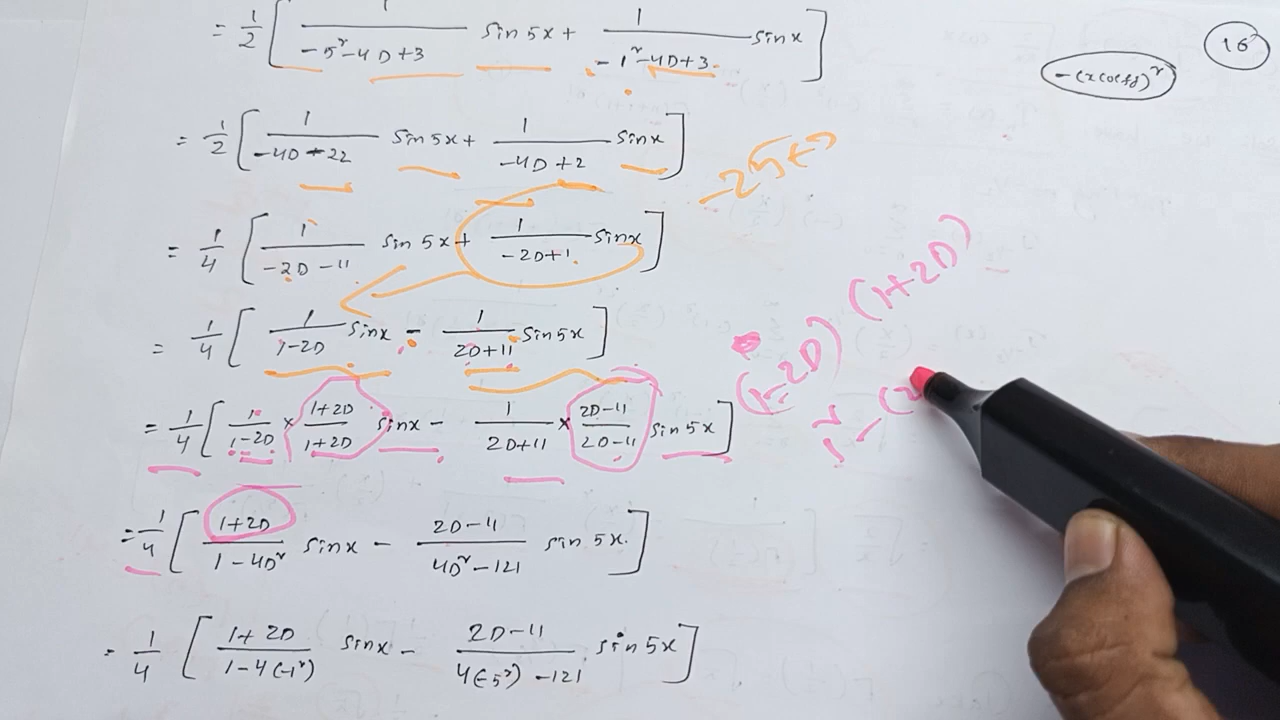 = 1/2 [ 1/(-5²-4D+3) sin 5x + 1/(-1²-4D+3) sin x ]
16
-(x coeff)²
= 1/2 [ 1/(-4D-22) sin 5x + 1/(-4D+2) sin x ]
-25+3
= 1/4 [ 1/(-2D-11) sin 5x + 1/(-2D+1) sin x ]
= 1/4 [ 1/(1-2D) sin x - 1/(2D+11) sin 5x ]
(1-2D) (1+2D)
= 1/4 [ 1/(1-2D) × (1+2D)/(1+2D) sin x - 1/(2D+11) × (2D-11)/(2D-11) sin 5x ]
1² - (2
= 1/4 [ (1+2D)/(1-4D²) sin x - (2D-11)/(4D²-121) sin 5x. ]
= 1/4 [ (1+2D)/(1-4(-1²)) sin x - (2D-11)/(4(-5²)-121) sin 5x ]